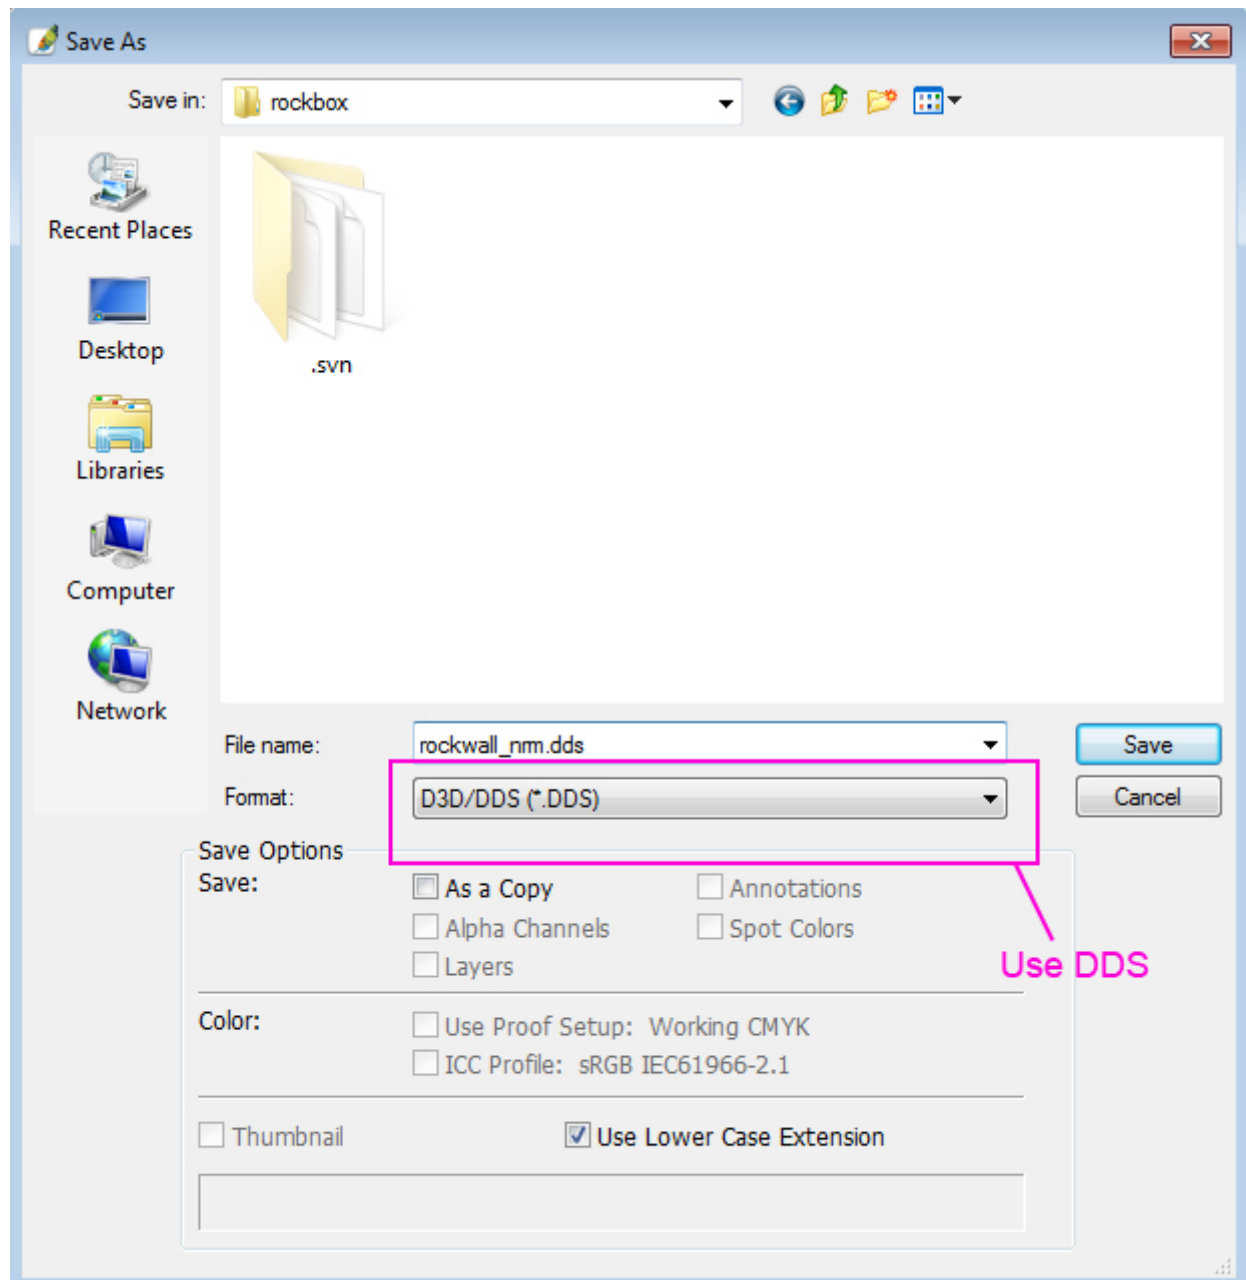 Save As
Save in:
rockbox
Recent Places
Desktop
Libraries
Computer
Network
.svn
File name:
rockwall_nrm.dds
Save
Format:
D3D/DDS (*.DDS)
Cancel
Save Options
Save:
As a Copy
Annotations
Alpha Channels
Spot Colors
Layers
Use DDS
Color:
Use Proof Setup: Working CMYK
ICC Profile: sRGB IEC61966-2.1
Thumbnail
Use Lower Case Extension